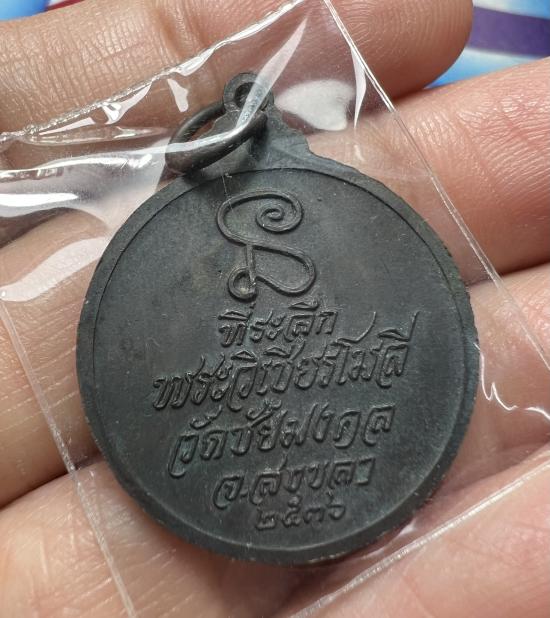 ที่ระลึก
พระวิเชียรโมลี
วัดชัยมงคล
จ.สงขลา
๒๕๓๖